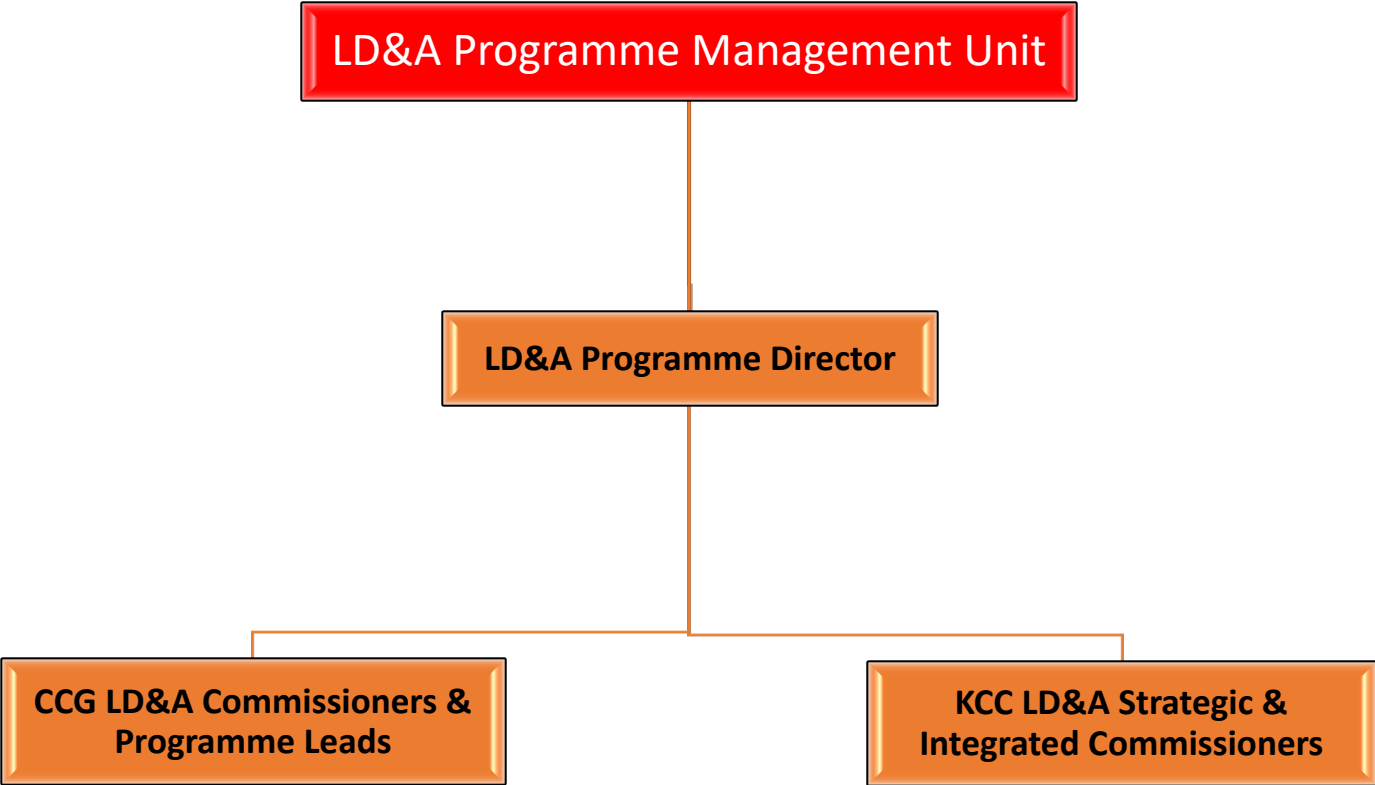 LD&A Programme Management Unit
LD&A Programme Director
CCG LD&A Commissioners &
Programme Leads
KCC LD&A Strategic &
Integrated Commissioners